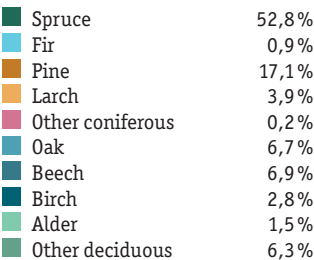 Spruce 52,8 %
Fir 0,9 %
Pine 17,1 %
Larch 3,9 %
Other coniferous 0,2 %
Oak 6,7 %
Beech 6,9 %
Birch 2,8 %
Alder 1,5 %
Other deciduous 6,3 %